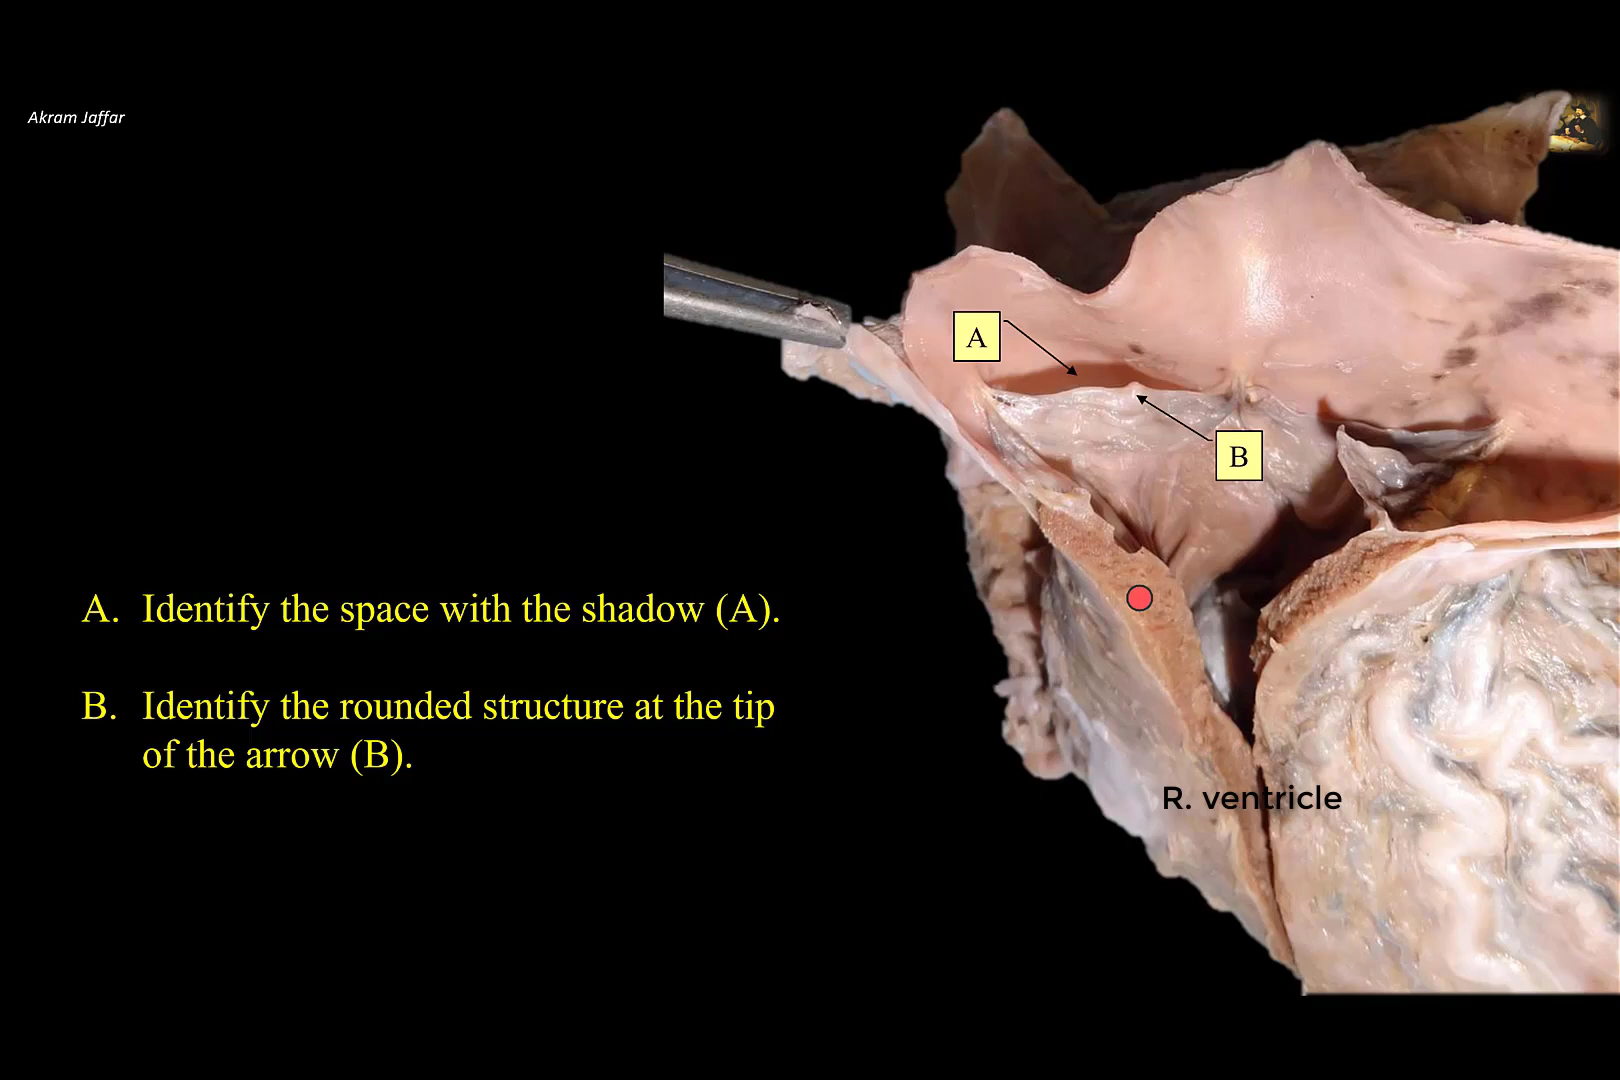 Akram Jaffar
A
B
A. Identify the space with the shadow (A).
B. Identify the rounded structure at the tip
of the arrow (B).
R. ventricle